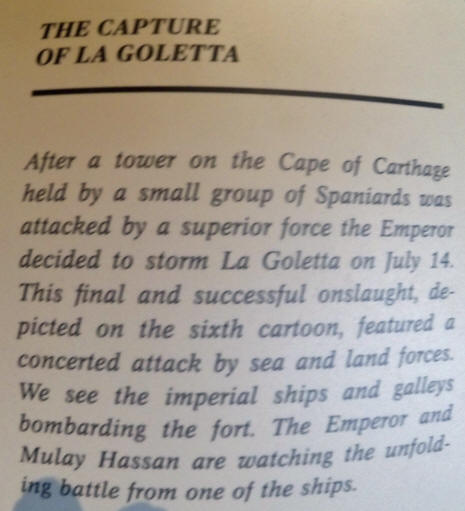 THE CAPTURE
OF LA GOLETTA
After a tower on the Cape of Carthage
held by a small group of Spaniards was
attacked by a superior force the Emperor
decided to storm La Goletta on July 14.
This final and successful onslaught, de-
picted on the sixth cartoon, featured a
concerted attack by sea and land forces.
We see the imperial ships and galleys
bombarding the fort. The Emperor and
Mulay Hassan are watching the unfold-
ing battle from one of the ships.